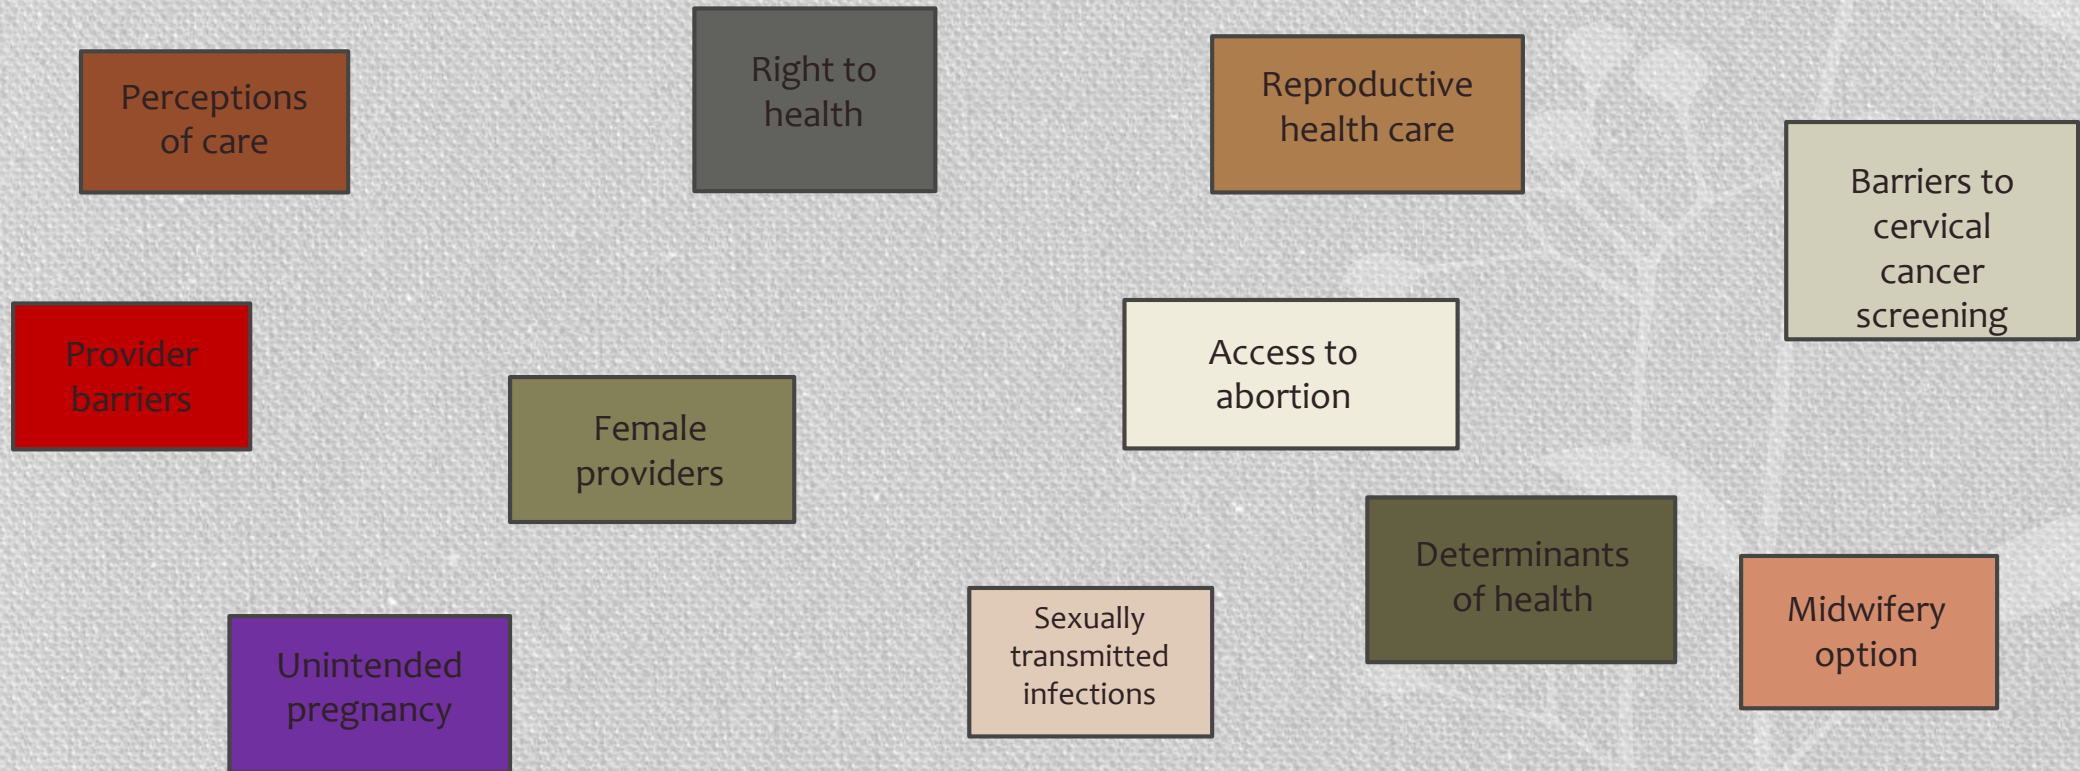 Perceptions
of care
Right to
health
Reproductive
health care
Barriers to
cervical
cancer
screening
Provider
barriers
Female
providers
Access to
abortion
Determinants
of health
Midwifery
option
Unintended
pregnancy
Sexually
transmitted
infections